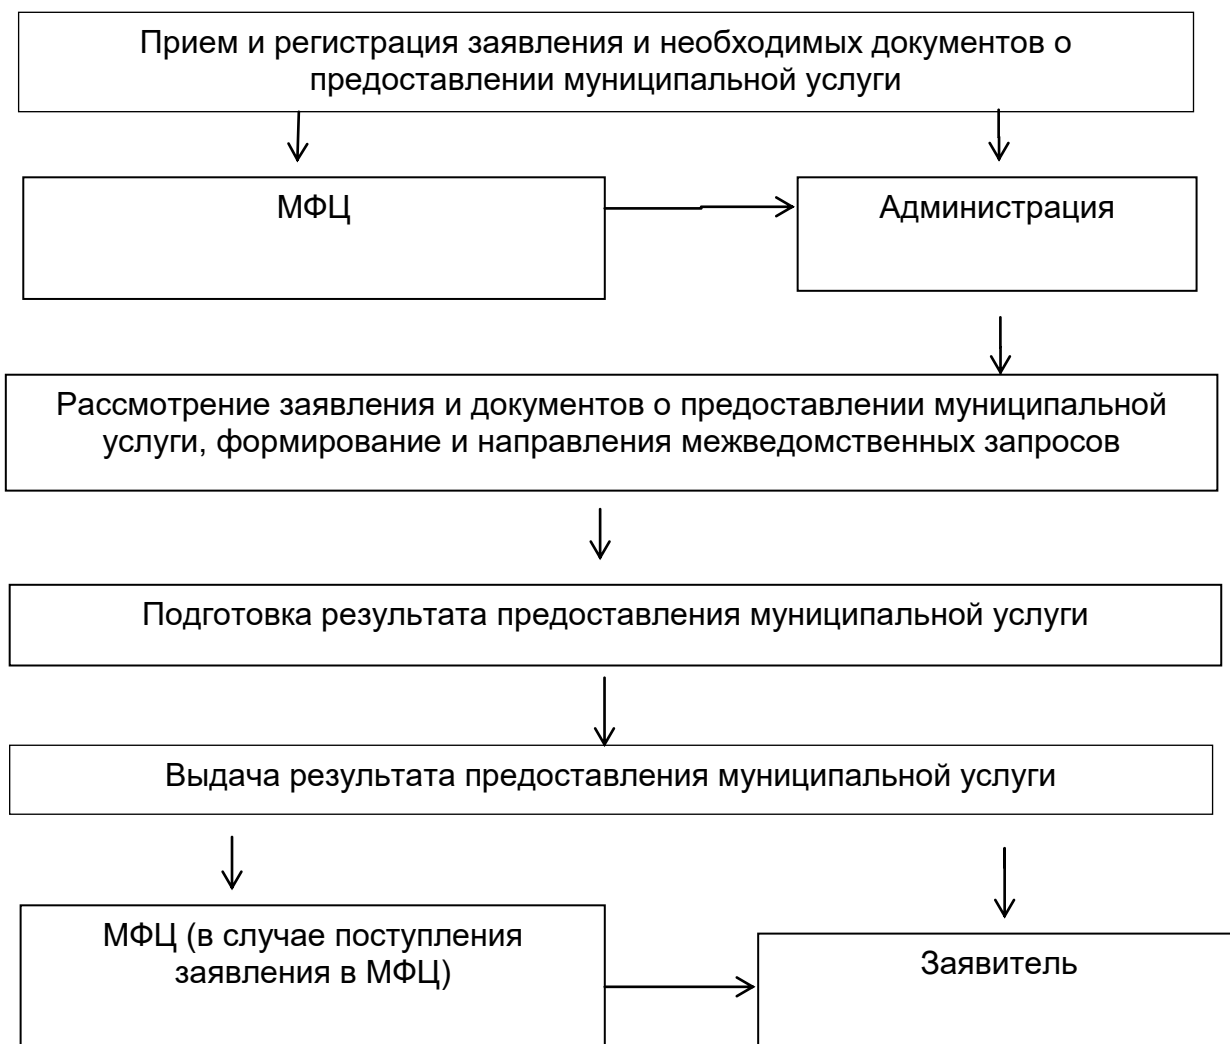 Прием и регистрация заявления и необходимых документов о
предоставлении муниципальной услуги
МФЦ
Администрация
Рассмотрение заявления и документов о предоставлении муниципальной
услуги, формирование и направления межведомственных запросов
Подготовка результата предоставления муниципальной услуги
Выдача результата предоставления муниципальной услуги
МФЦ (в случае поступления
заявления в МФЦ)
Заявитель